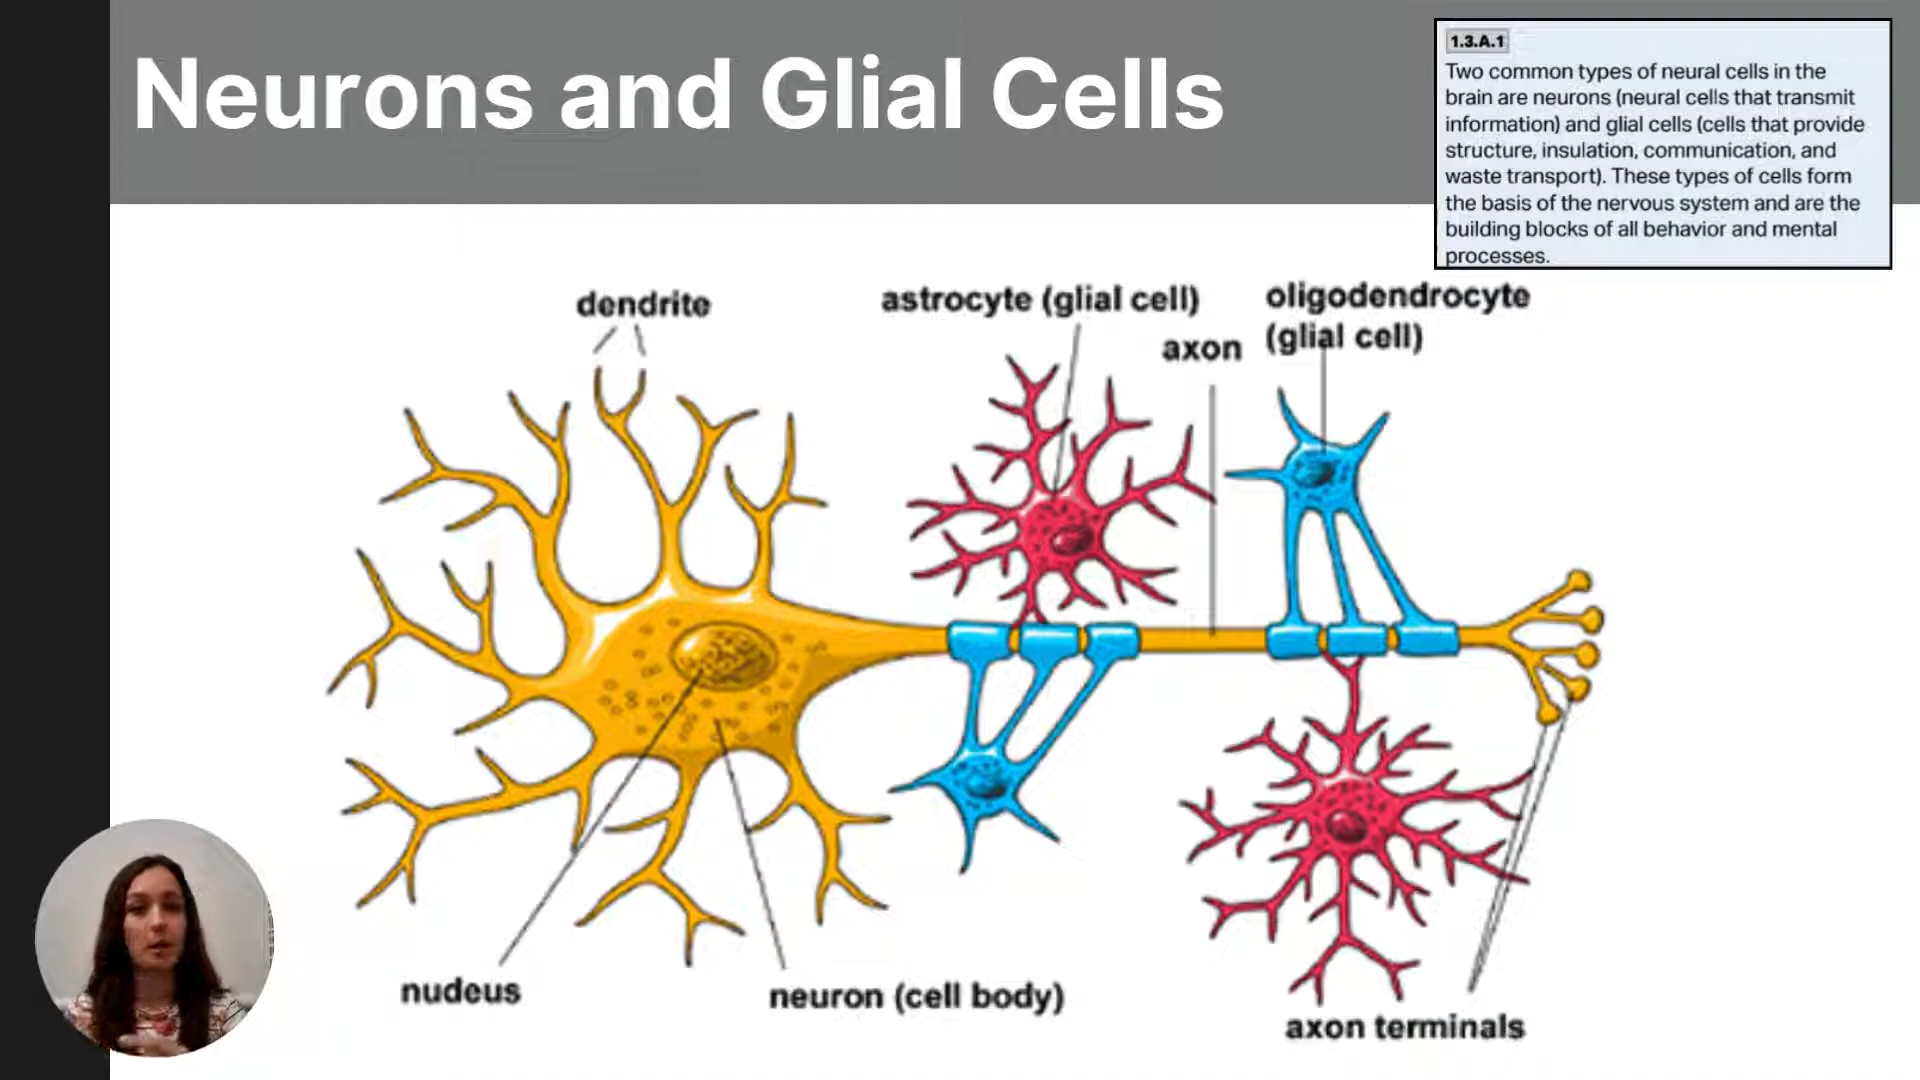 Neurons and Glial Cells
1.3.A.1
Two common types of neural cells in the
brain are neurons (neural cells that transmit
information) and glial cells (cells that provide
structure, insulation, communication, and
waste transport). These types of cells form
the basis of the nervous system and are the
building blocks of all behavior and mental
processes.
dendrite
astrocyte (glial cell)
axon
oligodendrocyte
(glial cell)
nudeus
neuron (cell body)
axon terminals